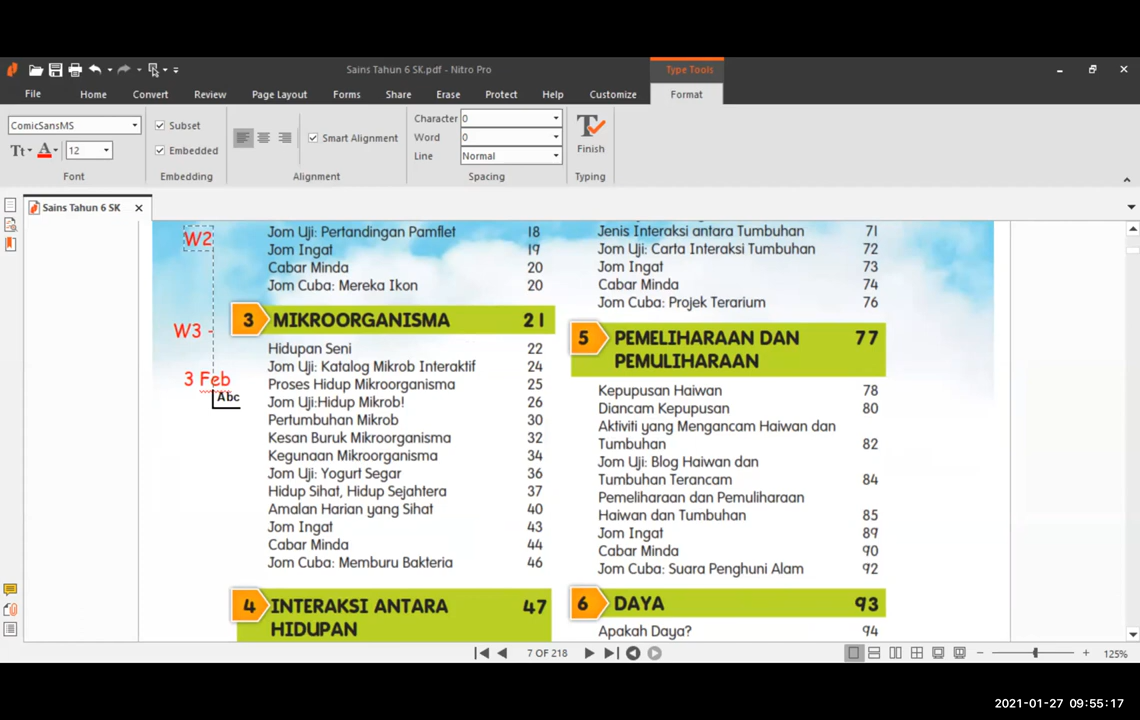 Sains Tahun 6 SK.pdf - Nitro Pro
Type Tools
File Home Convert Review Page Layout Forms Share Erase Protect Help Customize Format
ComicSansMS
Tt A 12
Font
Subset
Embedded
Embedding
Smart Alignment
Alignment
Character 0
Word 0
Line Normal
Spacing
Finish
Typing
Sains Tahun 6 SK
W2
W3 -
3 Feb
Abc
Jom Uji: Pertandingan Pamflet 18
Jom Ingat 19
Cabar Minda 20
Jom Cuba: Mereka Ikon 20
3 MIKROORGANISMA 21
Hidupan Seni 22
Jom Uji: Katalog Mikrob Interaktif 24
Proses Hidup Mikroorganisma 25
Jom Uji:Hidup Mikrob! 26
Pertumbuhan Mikrob 30
Kesan Buruk Mikroorganisma 32
Kegunaan Mikroorganisma 34
Jom Uji: Yogurt Segar 36
Hidup Sihat, Hidup Sejahtera 37
Amalan Harian yang Sihat 40
Jom Ingat 43
Cabar Minda 44
Jom Cuba: Memburu Bakteria 46
4 INTERAKSI ANTARA 47
HIDUPAN
Jenis Interaksi antara Tumbuhan 71
Jom Uji: Carta Interaksi Tumbuhan 72
Jom Ingat 73
Cabar Minda 74
Jom Cuba: Projek Terarium 76
5 PEMELIHARAAN DAN 77
PEMULIHARAAN
Kepupusan Haiwan 78
Diancam Kepupusan 80
Aktiviti yang Mengancam Haiwan dan
Tumbuhan 82
Jom Uji: Blog Haiwan dan
Tumbuhan Terancam 84
Pemeliharaan dan Pemuliharaan
Haiwan dan Tumbuhan 85
Jom Ingat 89
Cabar Minda 90
Jom Cuba: Suara Penghuni Alam 92
6 DAYA 93
Apakah Daya? 94
7 OF 218
125%
2021-01-27 09:55:17